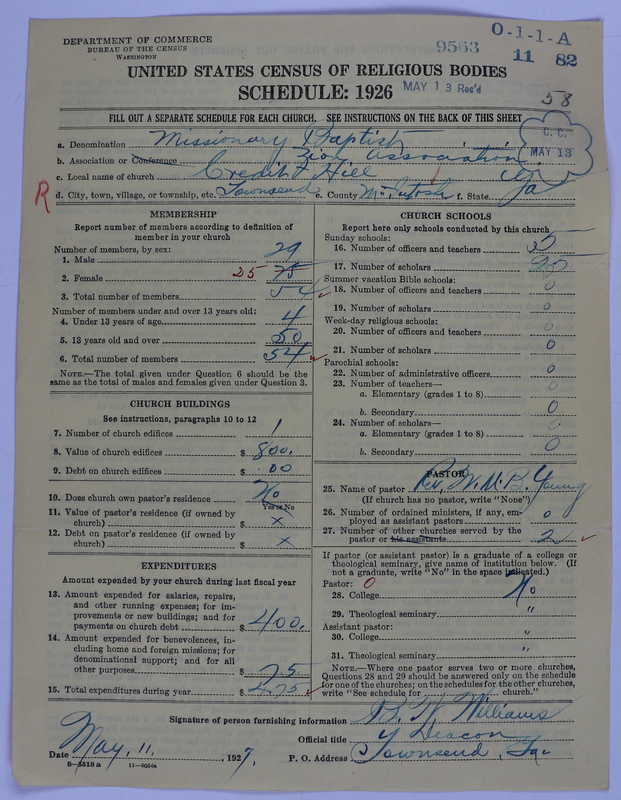 DEPARTMENT OF COMMERCE
BUREAU OF THE CENSUS
WASHINGTON
9563
O-1-1-A
11 82
UNITED STATES CENSUS OF RELIGIOUS BODIES
SCHEDULE: 1926
MAY 13 Rec'd
58
FILL OUT A SEPARATE SCHEDULE FOR EACH CHURCH. SEE INSTRUCTIONS ON THE BACK OF THIS SHEET
C. C.
MAY 13
a. Denomination Missionary Baptist
b. Association or Conference Zion Association
c. Local name of church Credit Hill
R
d. City, town, village, or township, etc. Townsend e. County McIntosh f. State Ga
MEMBERSHIP
Report number of members according to definition of
member in your church
Number of members, by sex:
1. Male 29
2. Female 25 75
3. Total number of members 54
Number of members under and over 13 years old:
4. Under 13 years of age 4
5. 13 years old and over 50
6. Total number of members 54
NOTE.—The total given under Question 6 should be the
same as the total of males and females given under Question 3.
CHURCH BUILDINGS
See instructions, paragraphs 10 to 12
7. Number of church edifices 1
8. Value of church edifices $ 800.
9. Debt on church edifices $ 00
10. Does church own pastor's residence No
Yes or No
11. Value of pastor's residence (if owned by
church) $ x
12. Debt on pastor's residence (if owned by
church) $ x
EXPENDITURES
Amount expended by your church during last fiscal year
13. Amount expended for salaries, repairs,
and other running expenses; for im-
provements or new buildings; and for
payments on church debt $ 400.
14. Amount expended for benevolences, in-
cluding home and foreign missions; for
denominational support; and for all
other purposes $ 75
15. Total expenditures during year $ 475
CHURCH SCHOOLS
Report here only schools conducted by this church
Sunday schools:
16. Number of officers and teachers 5
17. Number of scholars
Summer vacation Bible schools:
18. Number of officers and teachers 0
19. Number of scholars 0
Week-day religious schools:
20. Number of officers and teachers 0
21. Number of scholars 0
Parochial schools:
22. Number of administrative officers 0
23. Number of teachers—
a. Elementary (grades 1 to 8) 0
b. Secondary 0
24. Number of scholars—
a. Elementary (grades 1 to 8) 0
b. Secondary 0
PASTOR
25. Name of pastor Rev. W. M. B. Young
(If church has no pastor, write "None")
26. Number of ordained ministers, if any, em-
ployed as assistant pastors 0
27. Number of other churches served by the
pastor or his assistants 2
If pastor (or assistant pastor) is a graduate of a college or
theological seminary, give name of institution below. (If
not a graduate, write "No" in the space indicated.)
Pastor: 0
28. College No
29. Theological seminary "
Assistant pastor:
30. College "
31. Theological seminary "
NOTE.—Where one pastor serves two or more churches,
Questions 28 and 29 should be answered only on the schedule
for one of the churches; on the schedules for the other churches,
write "See schedule for church."
Signature of person furnishing information B. W. Williams
Official title Deacon
Date May, 11, 1927. P. O. Address Townsend, Ga.
8-5518 a 11-9054a